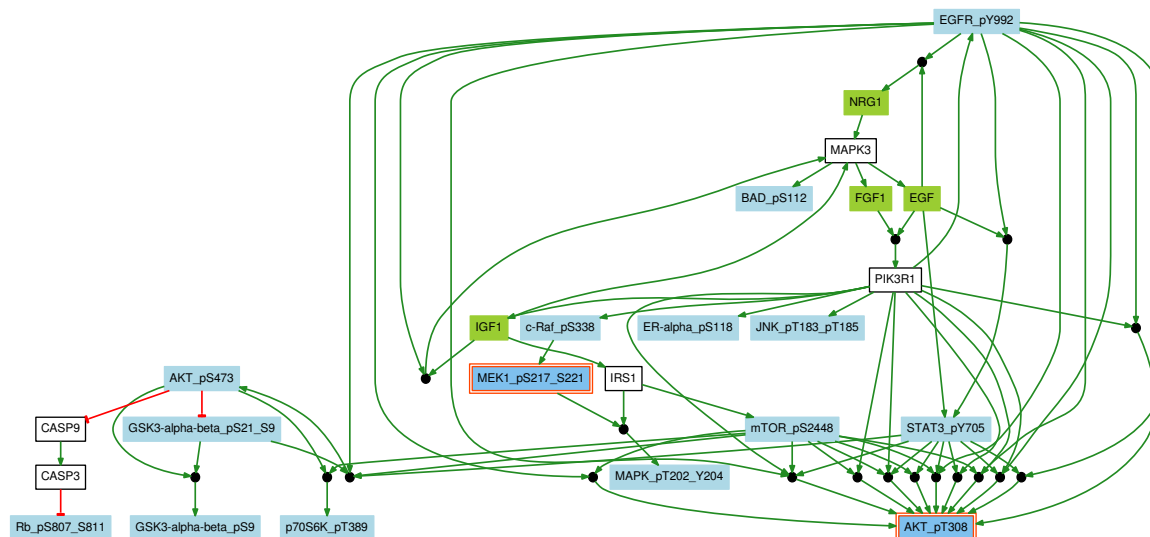 EGFR_pY992
NRG1
MAPK3
BAD_pS112
FGF1
EGF
PIK3R1
IGF1
c-Raf_pS338
ER-alpha_pS118
JNK_pT183_pT185
AKT_pS473
MEK1_pS217_S221
IRS1
CASP9
GSK3-alpha-beta_pS21_S9
mTOR_pS2448
STAT3_pY705
CASP3
MAPK_pT202_Y204
Rb_pS807_S811
GSK3-alpha-beta_pS9
p70S6K_pT389
AKT_pT308